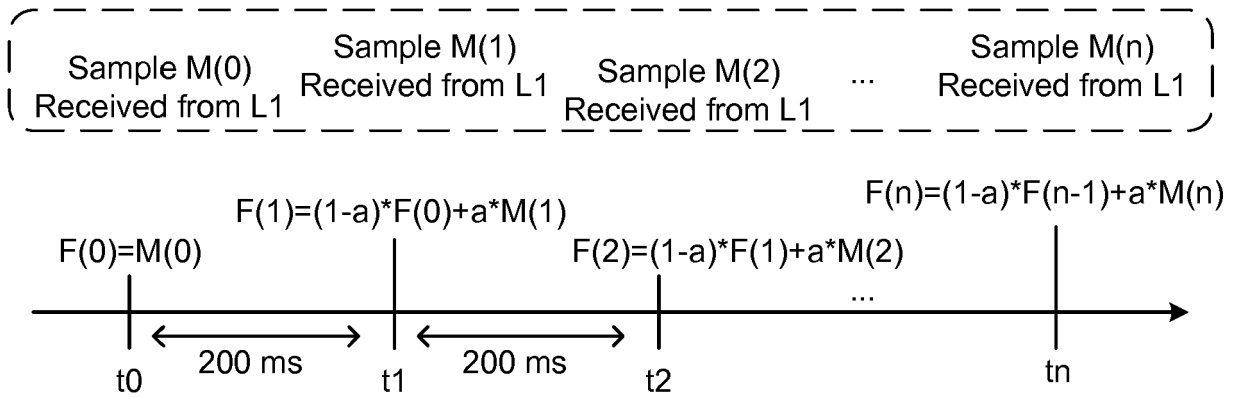 Sample M(0)
Received from L1
Sample M(1)
Received from L1
Sample M(2)
Received from L1
...
Sample M(n)
Received from L1
F(0)=M(0)
F(1)=(1-a)*F(0)+a*M(1)
F(2)=(1-a)*F(1)+a*M(2)
...
F(n)=(1-a)*F(n-1)+a*M(n)
200 ms
200 ms
t0
t1
t2
tn